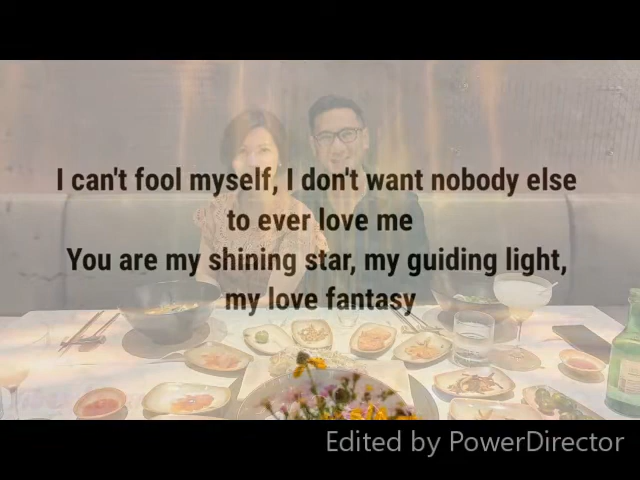 I can't fool myself, I don't want nobody else
to ever love me
You are my shining star, my guiding light,
my love fantasy
Edited by PowerDirector